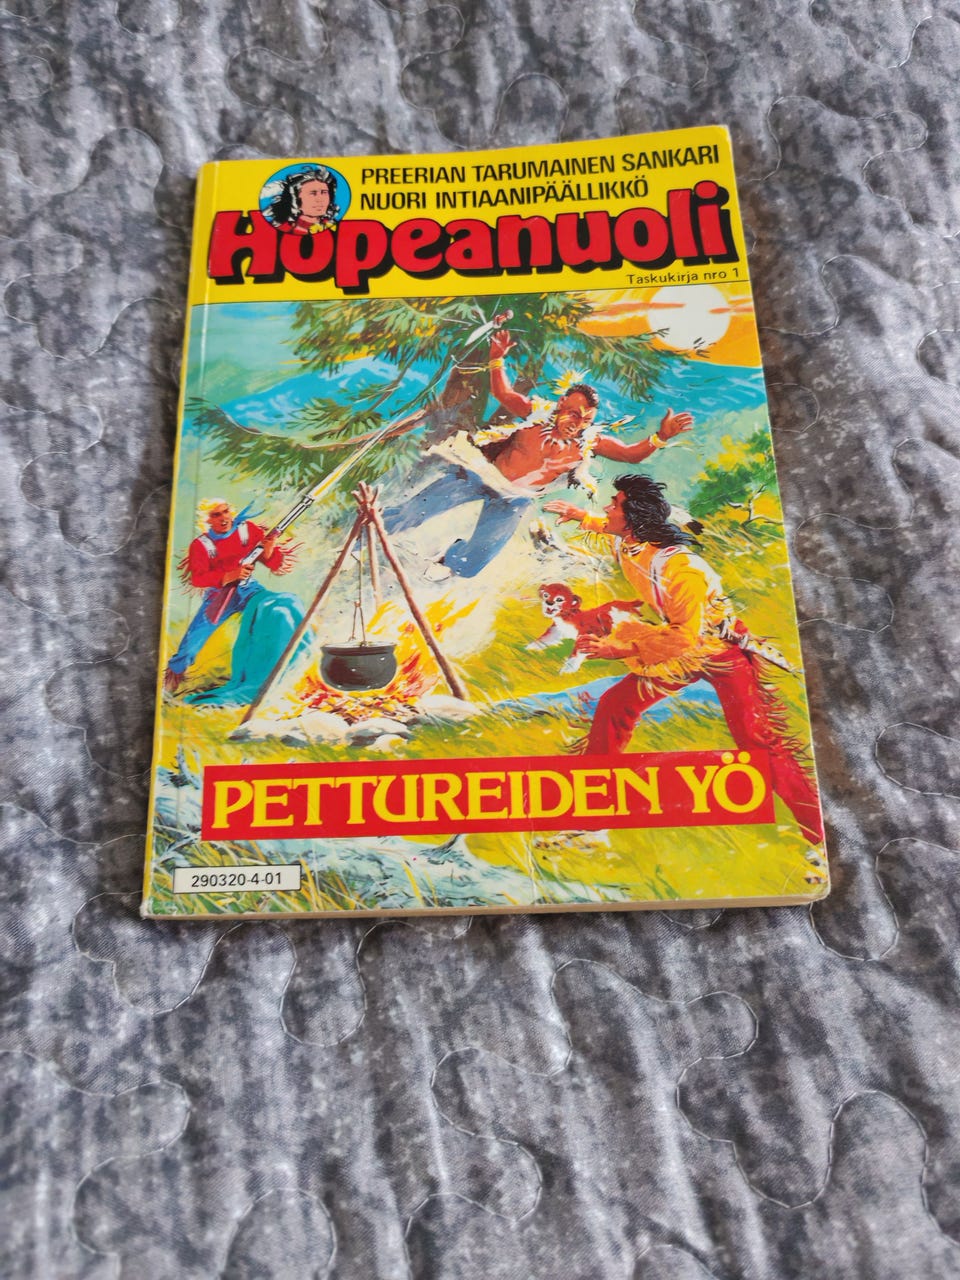 PREERIAN TARUMAINEN SANKARI
NUORI INTIAANIPÄÄLLIKKÖ
Hopeanuoli
Taskukirja nro 1
PETTUREIDEN YÖ
290320-4-01